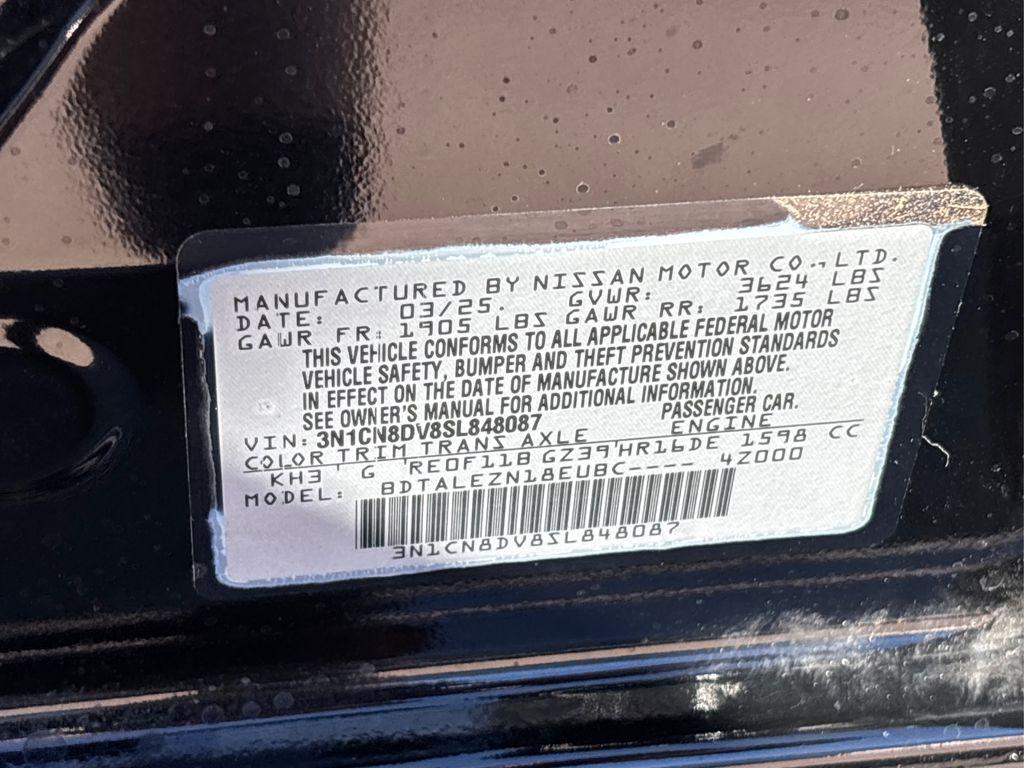 MANUFACTURED BY NISSAN MOTOR CO., LTD.
DATE: 03/25. GVWR: 3624 LBS
GAWR FR: 1905 LBS GAWR RR: 1735 LBS
THIS VEHICLE CONFORMS TO ALL APPLICABLE FEDERAL MOTOR
VEHICLE SAFETY, BUMPER AND THEFT PREVENTION STANDARDS
IN EFFECT ON THE DATE OF MANUFACTURE SHOWN ABOVE.
SEE OWNER'S MANUAL FOR ADDITIONAL INFORMATION.
VIN: 3N1CN8DV8SL848087 PASSENGER CAR.
COLOR TRIM TRANS AXLE ENGINE
KH3 ' G 'RE0F11B GZ39'HR16DE 1598 CC
MODEL: BDTALEZN18EUBC---- 4Z000
3N1CN8DV8SL848087